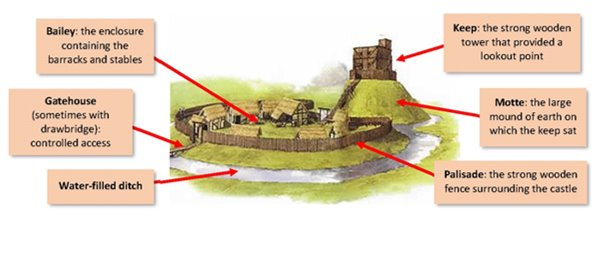 Bailey: the enclosure
containing the
barracks and stables
Gatehouse
(sometimes with
drawbridge):
controlled access
Water-filled ditch
Keep: the strong wooden
tower that provided a
lookout point
Motte: the large
mound of earth on
which the keep sat
Palisade: the strong wooden
fence surrounding the castle